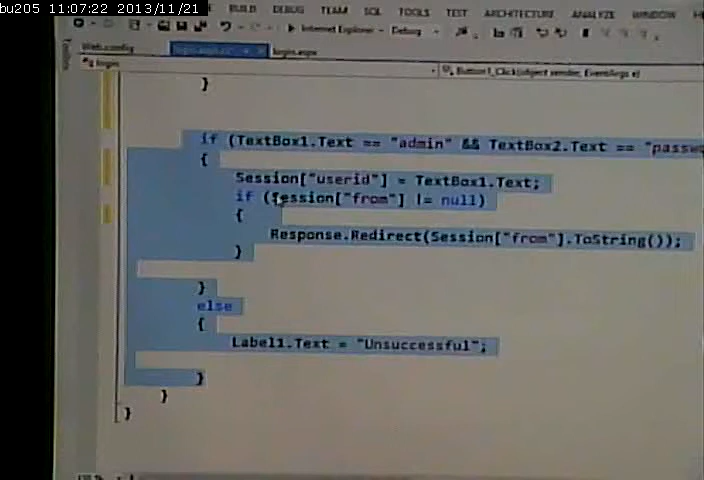 bu205 11:07:22 2013/11/21
BUILD DEBUG TEAM SQL TOOLS TEST ARCHITECTURE ANALYZE WINDOW
Internet Explorer Debug
Web.config login.aspx
login Button1_Click(object sender, EventArgs e)
}
if (TextBox1.Text == "admin" && TextBox2.Text == "passw
{
Session["userid"] = TextBox1.Text;
if (Session["from"] != null)
{
Response.Redirect(Session["from"].ToString());
}
}
else
{
Label1.Text = "Unsuccessful";
}
}
}